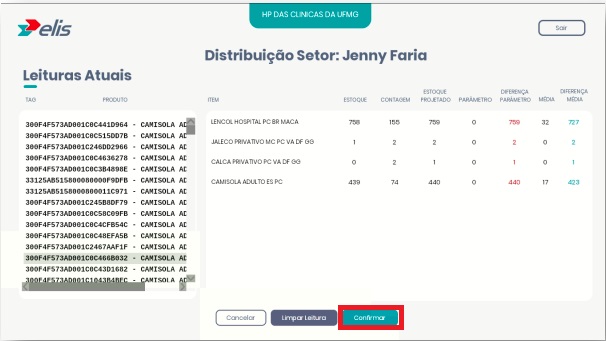 HP DAS CLINICAS DA UFMG
elis
Sair
Distribuição Setor: Jenny Faria
Leituras Atuais
TAG PRODUTO
300F4F573AD001C0C441D964 - CAMISOLA AD
300F4F573AD001C0C515DD7B - CAMISOLA AD
300F4F573AD001C0C246DD2966 - CAMISOLA AD
300F4F573AD001C0C4636278 - CAMISOLA AD
300F4F573AD001C0C3B4898E - CAMISOLA AD
33125AB515800080000F9DFB - CAMISOLA AD
33125AB5158000800011C971 - CAMISOLA AD
300F4F573AD001C245B8DF79 - CAMISOLA AD
300F4F573AD001C0C58C09FB - CAMISOLA AD
300F4F573AD001C0C4CFB54C - CAMISOLA AD
300F4F573AD001C0C48EFA5B - CAMISOLA AD
300F4F573AD001C2467AAF1F - CAMISOLA AD
300F4F573AD001C0C466B032 - CAMISOLA AD
300F4F573AD001C0C43D1682 - CAMISOLA AD
300F4F573AD001C1043B4BFC - CAMISOLA AD
ITEM ESTOQUE CONTAGEM ESTOQUE PROJETADO PARÂMETRO DIFERENÇA PARÂMETRO MÉDIA DIFERENÇA MÉDIA
LENCOL HOSPITAL PC BR MACA 758 155 759 0 759 32 727
JALECO PRIVATIVO MC PC VA DF GG 1 2 2 0 2 0 2
CALCA PRIVATIVO PC VA DF GG 0 2 1 0 1 0 1
CAMISOLA ADULTO ES PC 439 74 440 0 440 17 423
Cancelar Limpar Leitura Confirmar